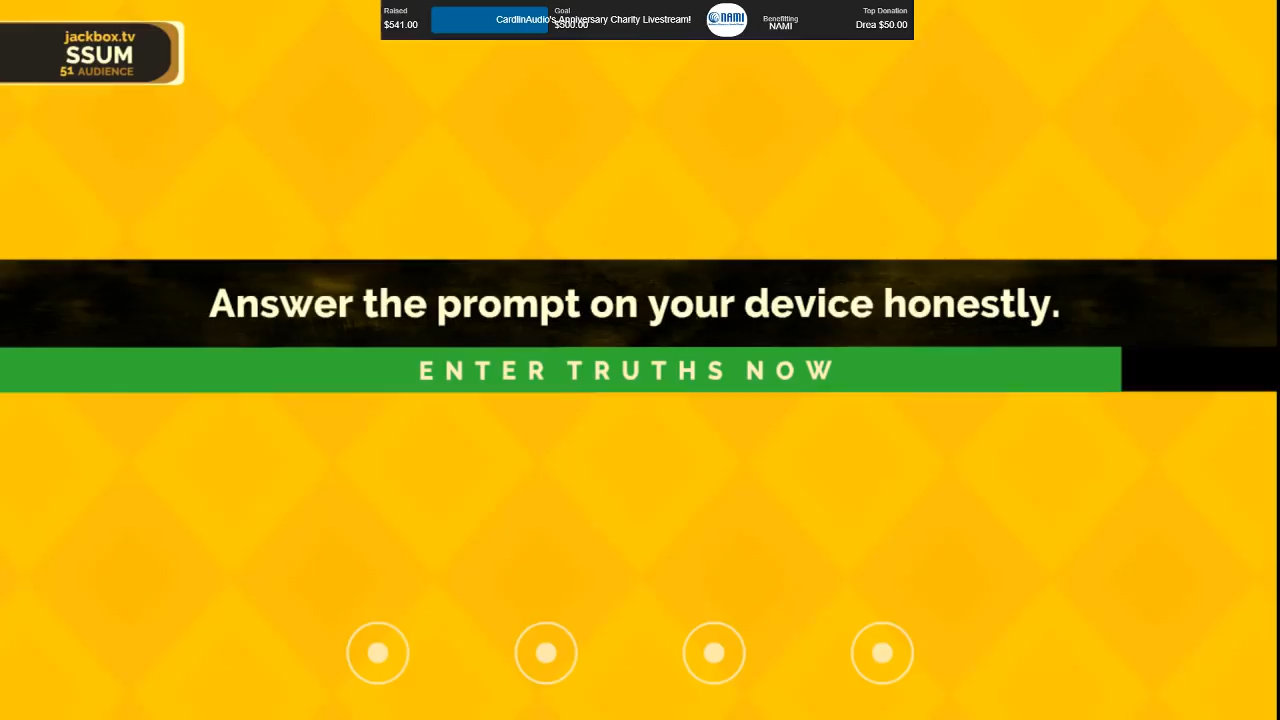 Raised
$541.00
CardlinAudio's Anniversary Charity Livestream!
Goal
$500.00
NAMI
Benefitting
NAMI
Top Donation
Drea $50.00
jackbox.tv
SSUM
51 AUDIENCE
Answer the prompt on your device honestly.
ENTER TRUTHS NOW